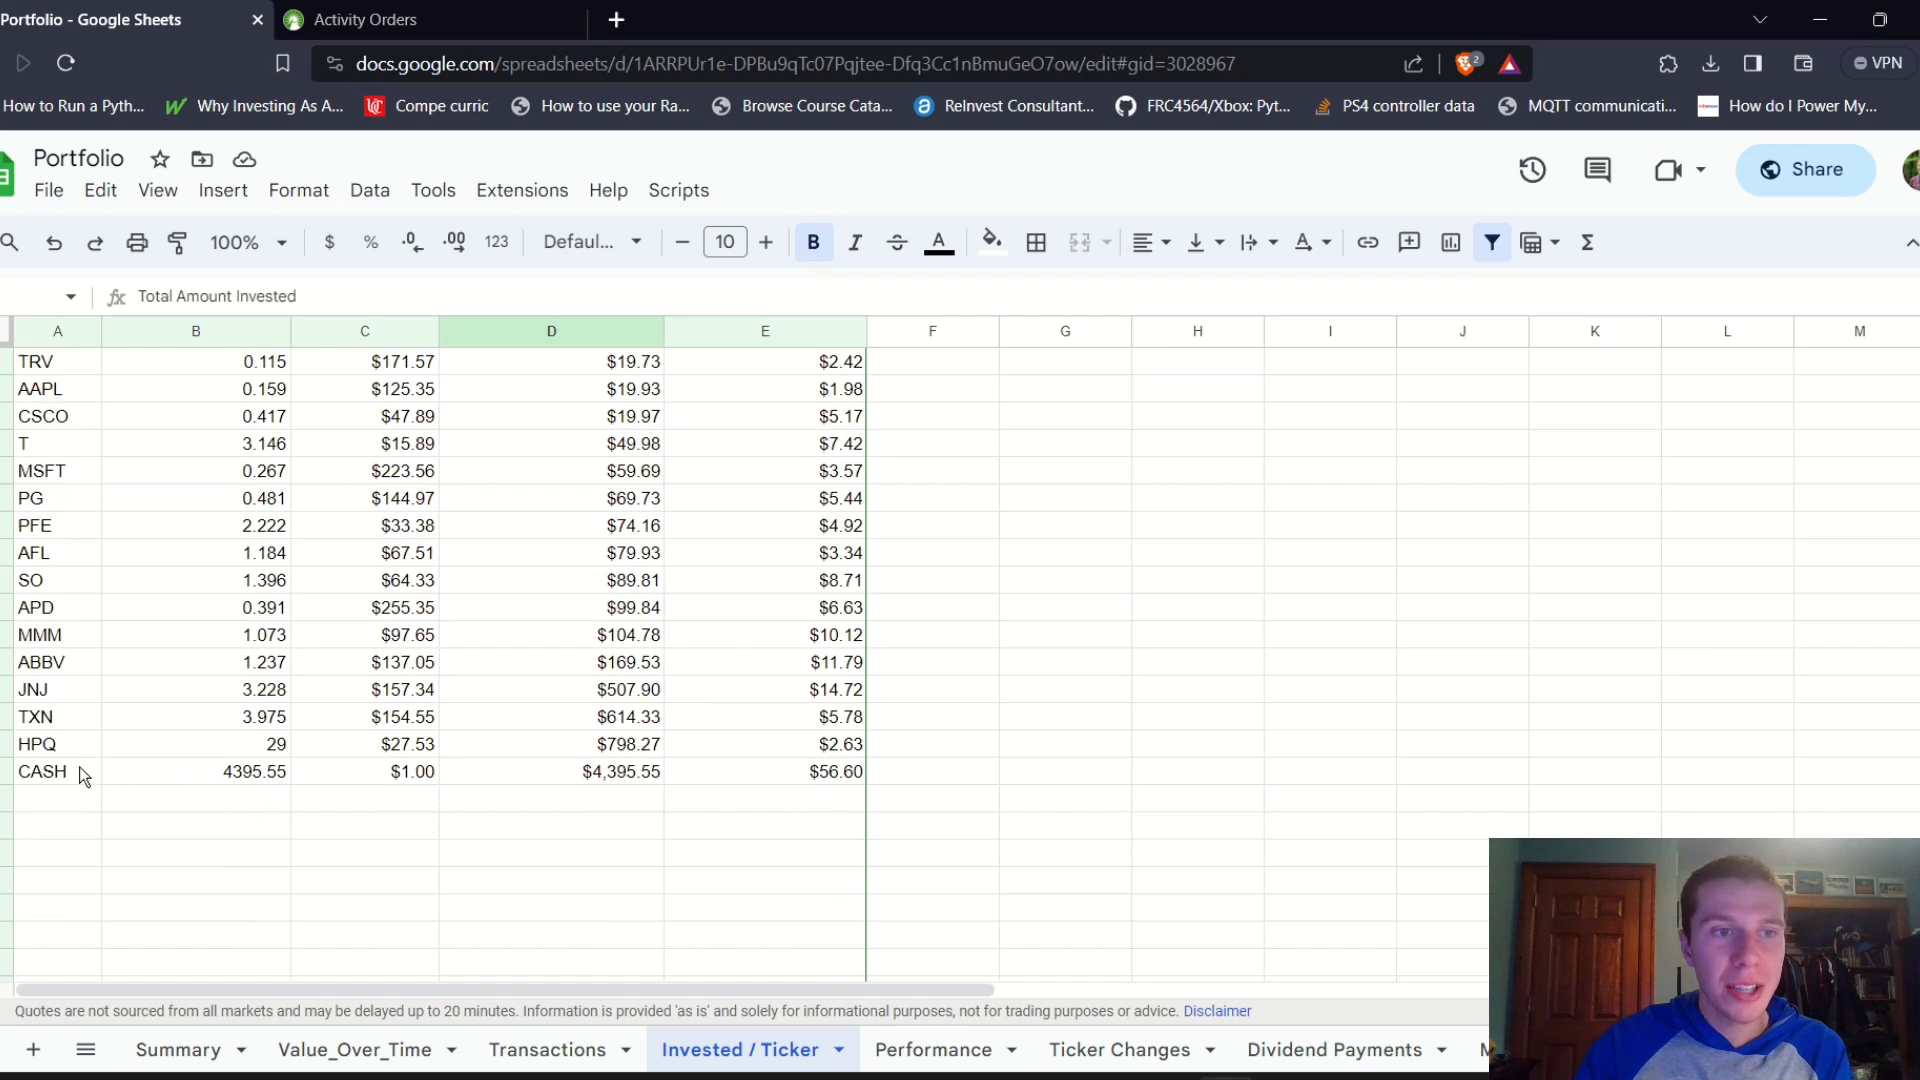 Portfolio - Google Sheets
Activity Orders
docs.google.com/spreadsheets/d/1ARRPUr1e-DPBu9qTc07Pqjtee-Dfq3Cc1nBmuGeO7ow/edit#gid=3028967
2
VPN
How to Run a Pyth...
Why Investing As A...
Compe curric
How to use your Ra...
Browse Course Cata...
ReInvest Consultant...
FRC4564/Xbox: Pyt...
PS4 controller data
MQTT communicati...
How do I Power My...
Portfolio
Share
File Edit View Insert Format Data Tools Extensions Help Scripts
100% $ % .0 .00 123 Defaul... 10 B I A
fx Total Amount Invested
A B C D E F G H I J K L M
TRV 0.115 $171.57 $19.73 $2.42
AAPL 0.159 $125.35 $19.93 $1.98
CSCO 0.417 $47.89 $19.97 $5.17
T 3.146 $15.89 $49.98 $7.42
MSFT 0.267 $223.56 $59.69 $3.57
PG 0.481 $144.97 $69.73 $5.44
PFE 2.222 $33.38 $74.16 $4.92
AFL 1.184 $67.51 $79.93 $3.34
SO 1.396 $64.33 $89.81 $8.71
APD 0.391 $255.35 $99.84 $6.63
MMM 1.073 $97.65 $104.78 $10.12
ABBV 1.237 $137.05 $169.53 $11.79
JNJ 3.228 $157.34 $507.90 $14.72
TXN 3.975 $154.55 $614.33 $5.78
HPQ 29 $27.53 $798.27 $2.63
CASH 4395.55 $1.00 $4,395.55 $56.60
Quotes are not sourced from all markets and may be delayed up to 20 minutes. Information is provided 'as is' and solely for informational purposes, not for trading purposes or advice. Disclaimer
Summary Value_Over_Time Transactions Invested / Ticker Performance Ticker Changes Dividend Payments